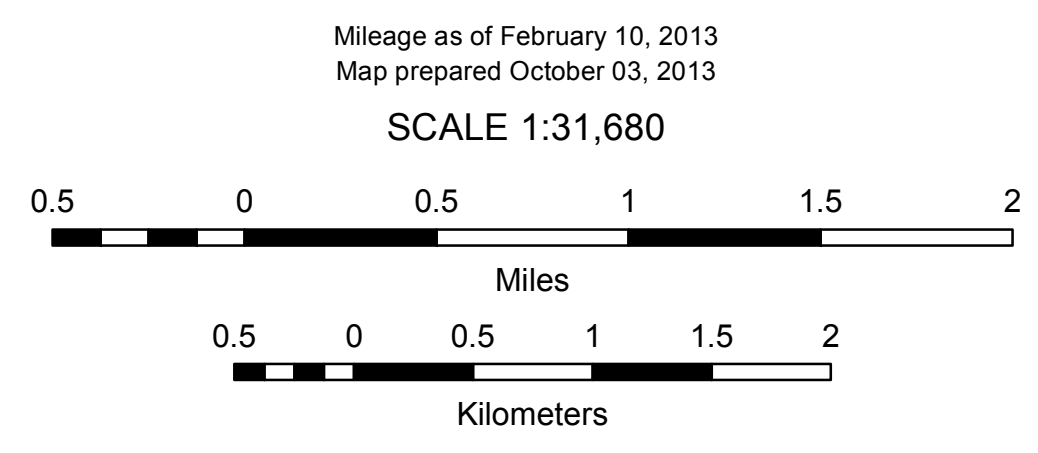 Mileage as of February 10, 2013
Map prepared October 03, 2013
SCALE 1:31,680
0.5 0 0.5 1 1.5 2
Miles
0.5 0 0.5 1 1.5 2
Kilometers